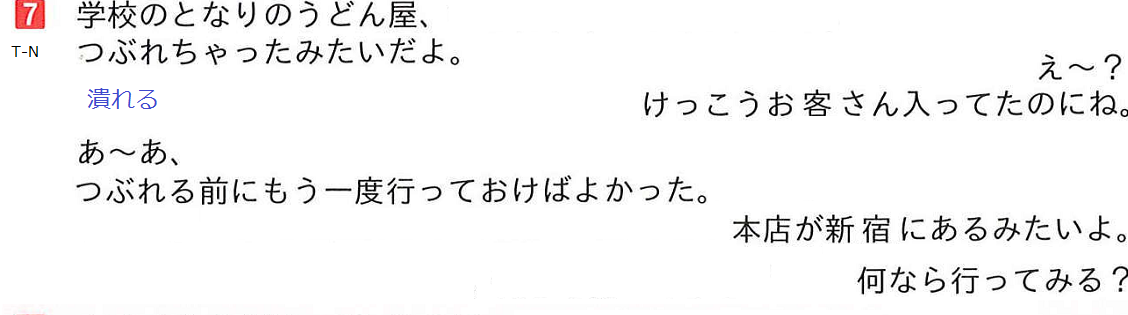 7 学校のとなりのうどん屋、
T-N つぶれちゃったみたいだよ。
え～？
潰れる
けっこうお客さん入ってたのにね。
あ～あ、
つぶれる前にもう一度行っておけばよかった。
本店が新宿にあるみたいよ。
何なら行ってみる？